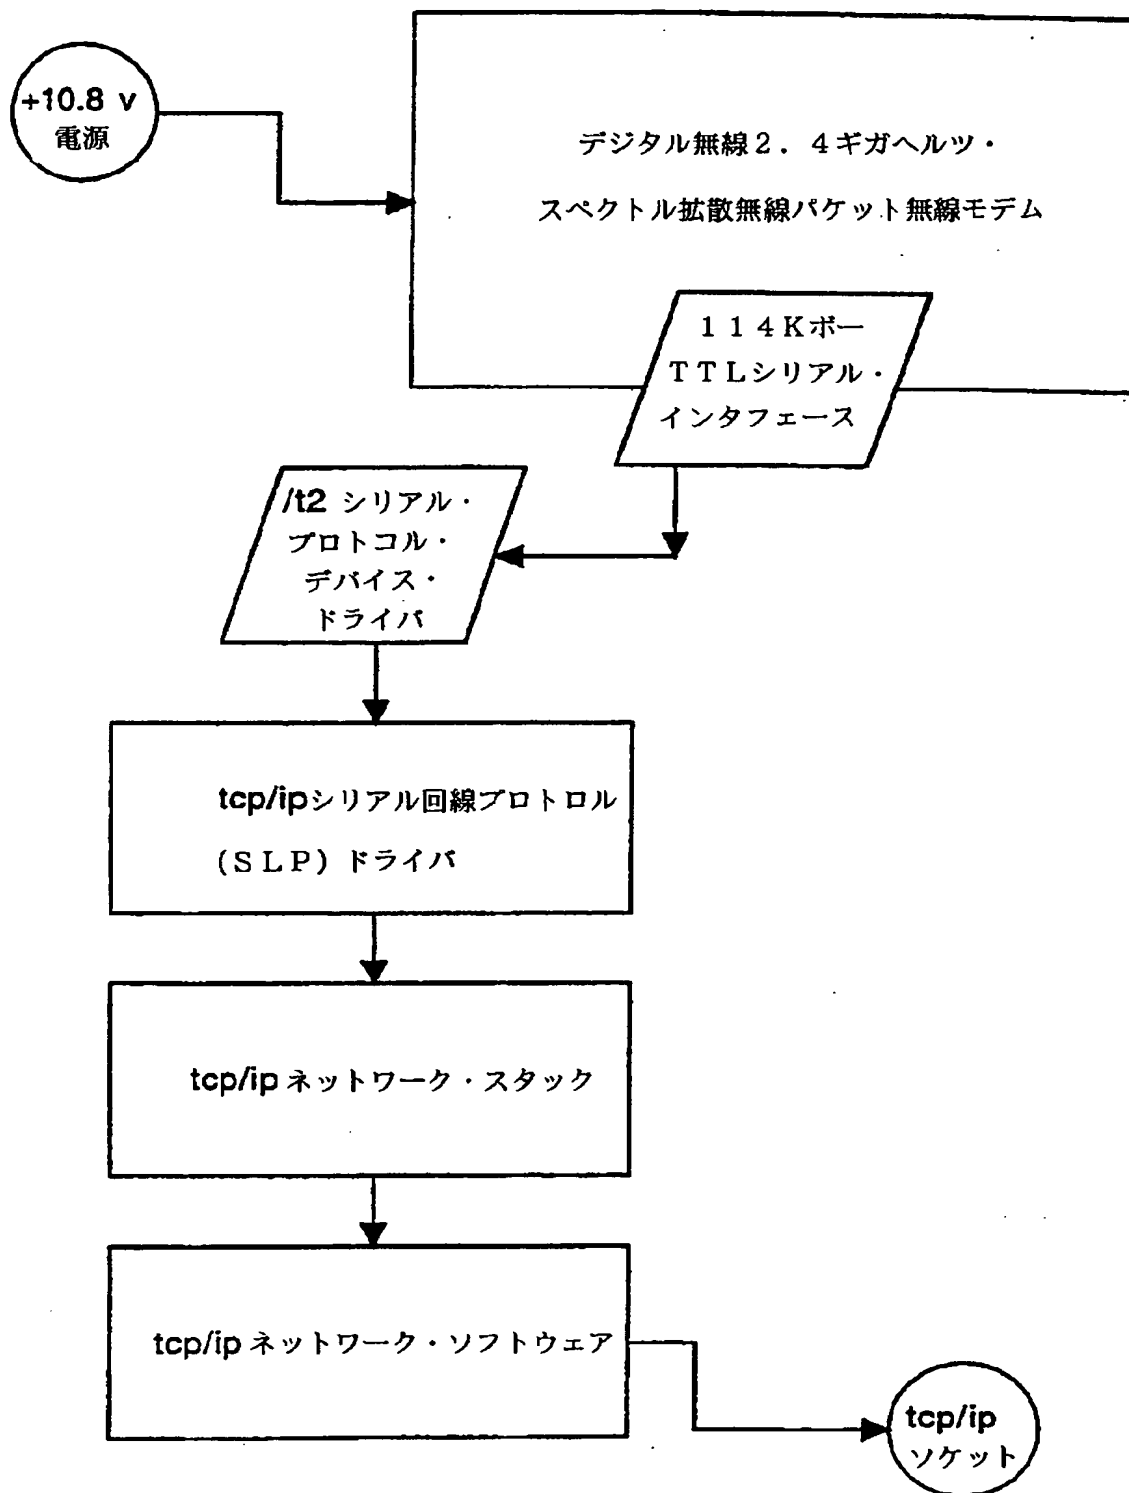 +10.8 v
電源
デジタル無線２．４ギガヘルツ・
スペクトル拡散無線パケット無線モデム
１１４Kボー
ＴＴＬシリアル・
インタフェース
/t2 シリアル・
プロトコル・
デバイス・
ドライバ
tcp/ipシリアル回線プロトロル
(ＳＬＰ) ドライバ
tcp/ip ネットワーク・スタック
tcp/ip ネットワーク・ソフトウェア
tcp/ip
ソケット